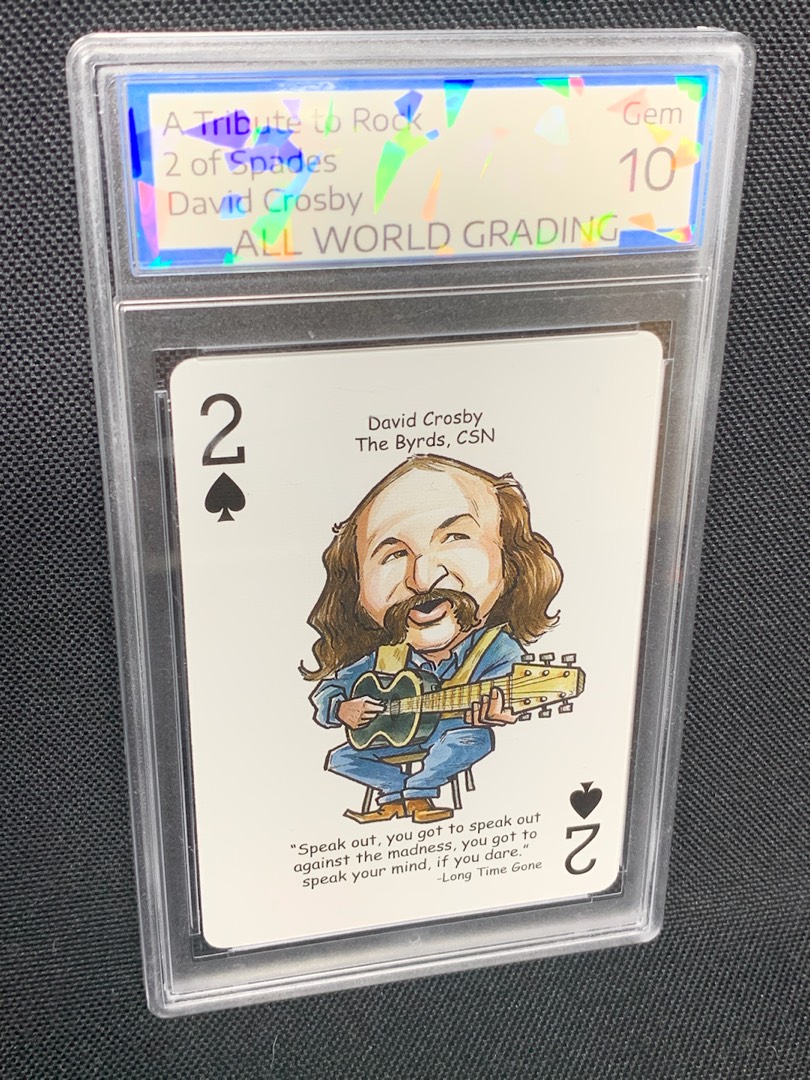 A Tribute to Rock
Gem
2 of Spades
10
David Crosby
ALL WORLD GRADING
2
David Crosby
The Byrds, CSN
"Speak out, you got to speak out
against the madness, you got to
speak your mind, if you dare."
-Long Time Gone
2